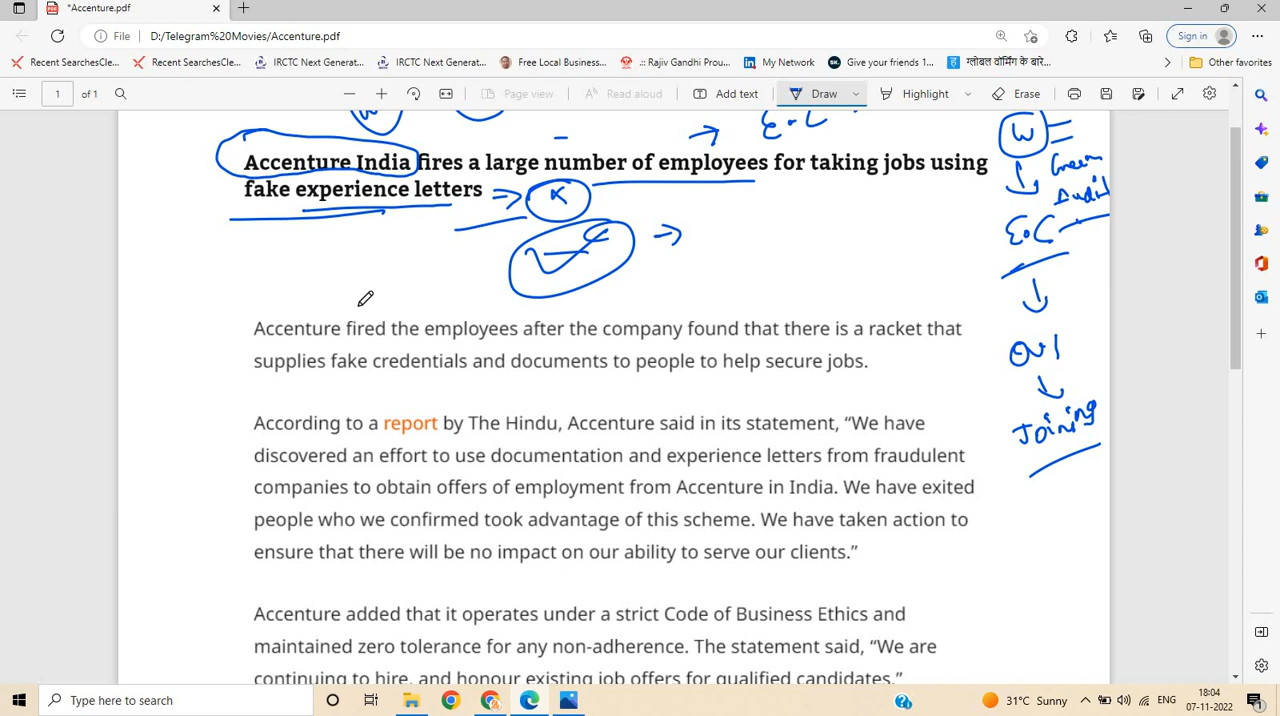 *Accenture.pdf
File D:/Telegram%20Movies/Accenture.pdf Sign in
Recent SearchesCle... Recent SearchesCle... IRCTC Next Generat... IRCTC Next Generat... Free Local Business... .:: Rajiv Gandhi Prou... My Network Give your friends 1... ग्लोबल वॉर्मिंग के बारे... Other favorites
1 of 1 Page view Read aloud Add text Draw Highlight Erase
W
Green
Audit
E.C
E.C
Accenture India fires a large number of employees for taking jobs using
fake experience letters
Joining
Accenture fired the employees after the company found that there is a racket that
supplies fake credentials and documents to people to help secure jobs.
According to a report by The Hindu, Accenture said in its statement, “We have
discovered an effort to use documentation and experience letters from fraudulent
companies to obtain offers of employment from Accenture in India. We have exited
people who we confirmed took advantage of this scheme. We have taken action to
ensure that there will be no impact on our ability to serve our clients.”
Accenture added that it operates under a strict Code of Business Ethics and
maintained zero tolerance for any non-adherence. The statement said, “We are
continuing to hire, and honour existing job offers for qualified candidates.”
Type here to search 31°C Sunny ENG 18:04
07-11-2022